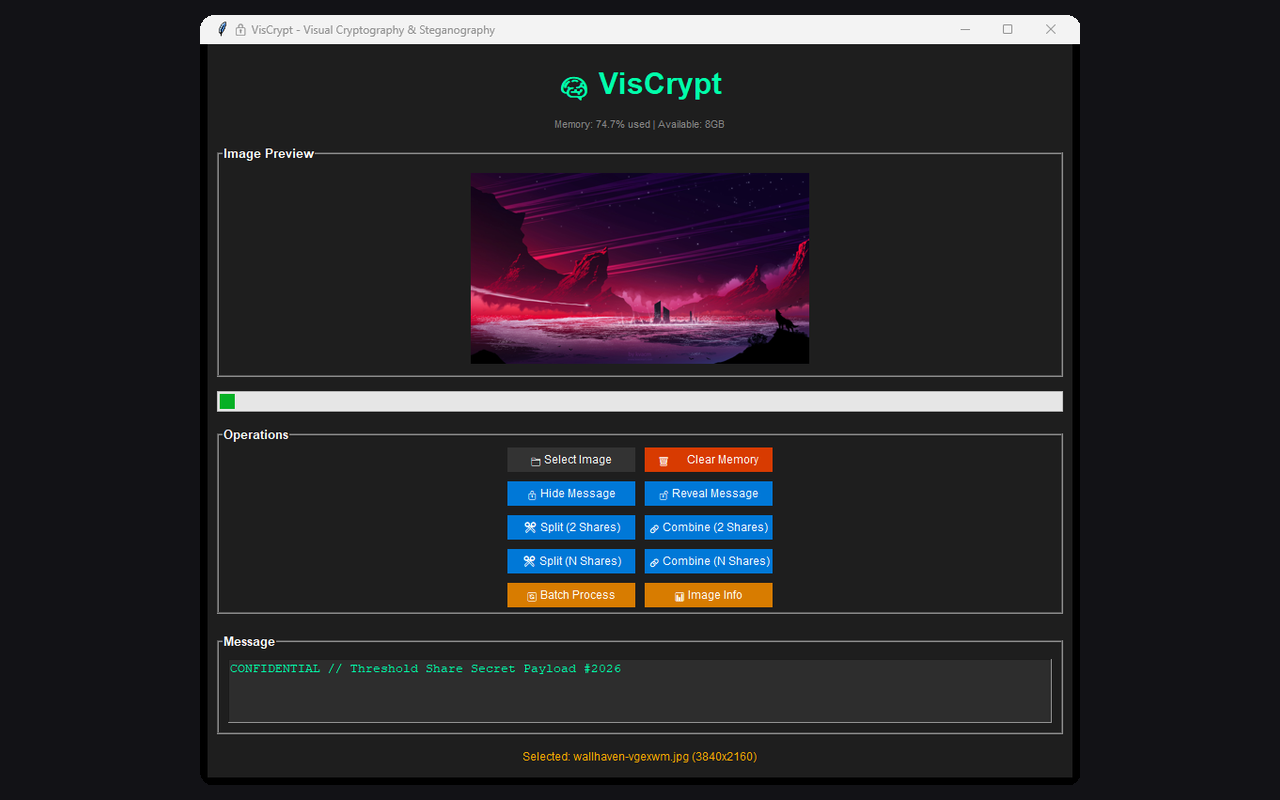 VisCrypt - Visual Cryptography & Steganography
VisCrypt
Memory: 74.7% used | Available: 8GB
Image Preview
Operations
Select Image
Clear Memory
Hide Message
Reveal Message
Split (2 Shares)
Combine (2 Shares)
Split (N Shares)
Combine (N Shares)
Batch Process
Image Info
Message
CONFIDENTIAL // Threshold Share Secret Payload #2026
Selected: wallhaven-vgexwm.jpg (3840x2160)